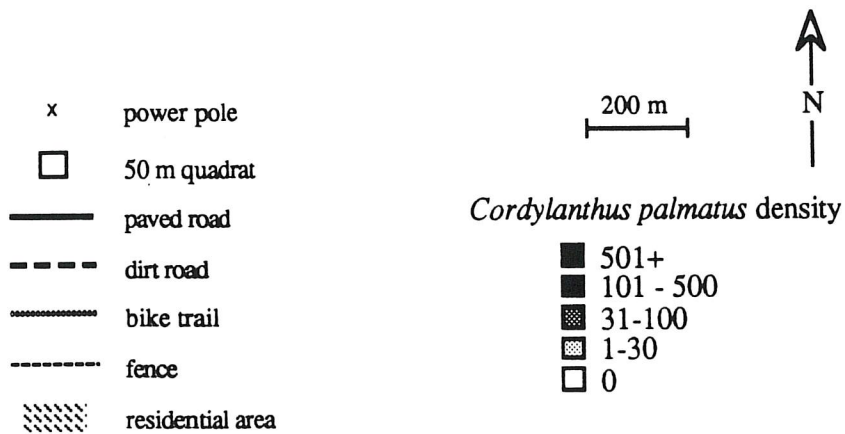 x power pole
50 m quadrat
paved road
dirt road
bike trail
fence
residential area
200 m
N
Cordylanthus palmatus density
501+
101 - 500
31-100
1-30
0